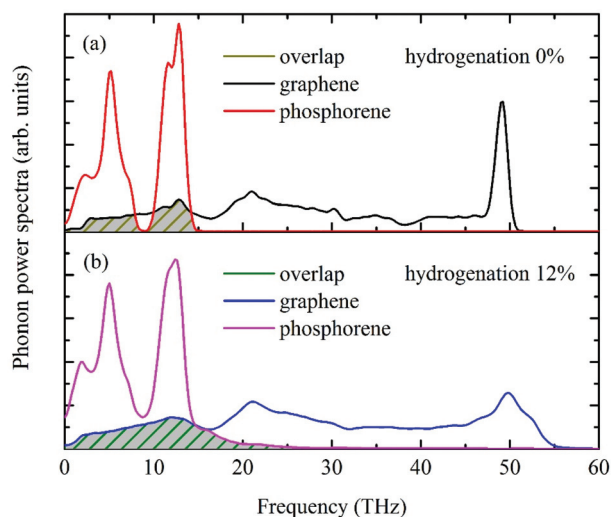 (a)
overlap
graphene
phosphorene
hydrogenation 0%
(b)
overlap
graphene
phosphorene
hydrogenation 12%
Phonon power spectra (arb. units)
0 10 20 30 40 50 60
Frequency (THz)